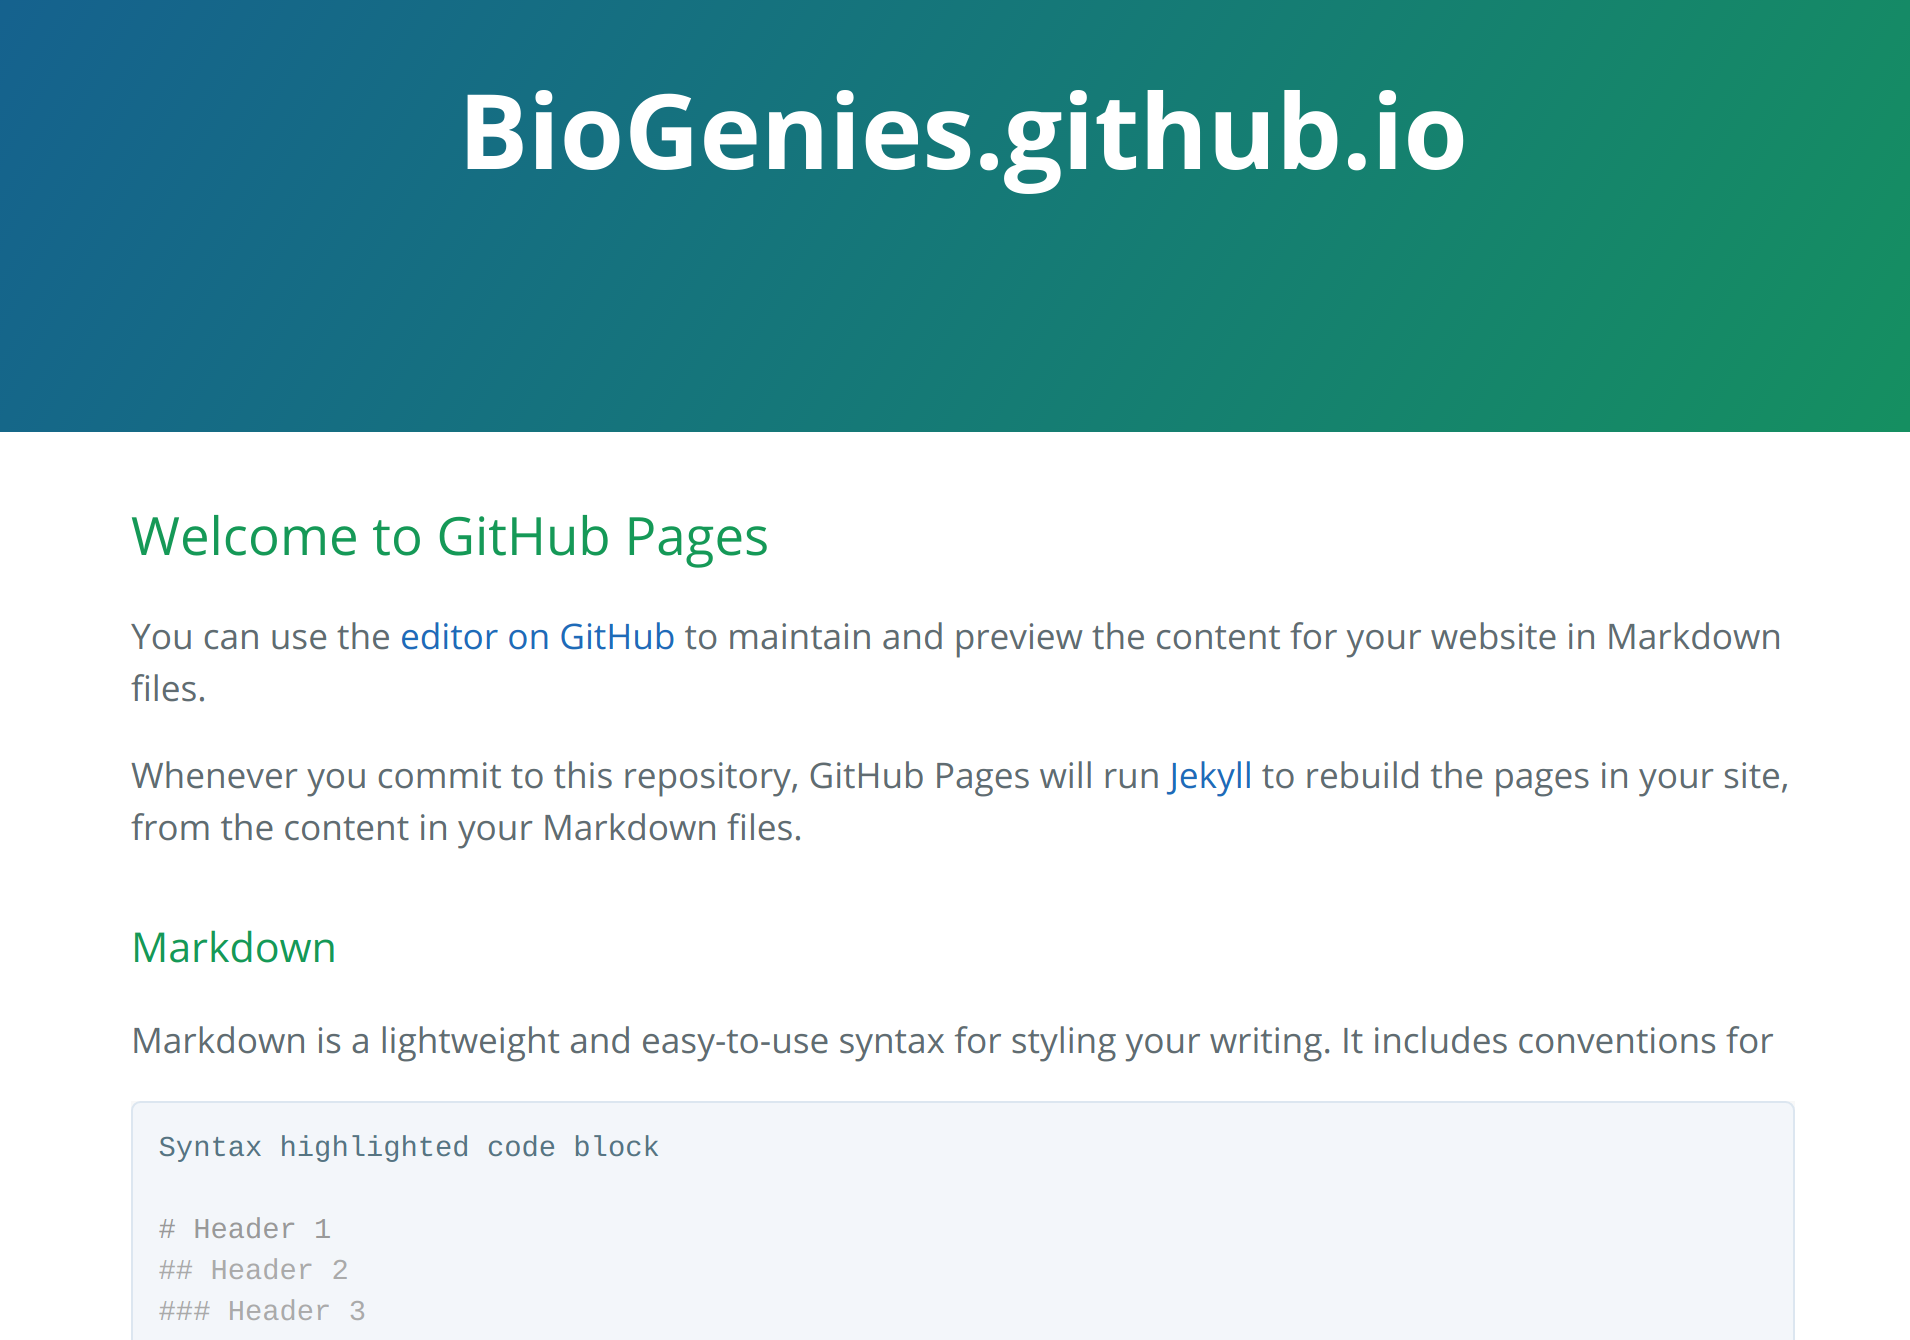 BioGenies.github.io
Welcome to GitHub Pages
You can use the editor on GitHub to maintain and preview the content for your website in Markdown
files.
Whenever you commit to this repository, GitHub Pages will run Jekyll to rebuild the pages in your site,
from the content in your Markdown files.
Markdown
Markdown is a lightweight and easy-to-use syntax for styling your writing. It includes conventions for
Syntax highlighted code block
# Header 1
## Header 2
### Header 3